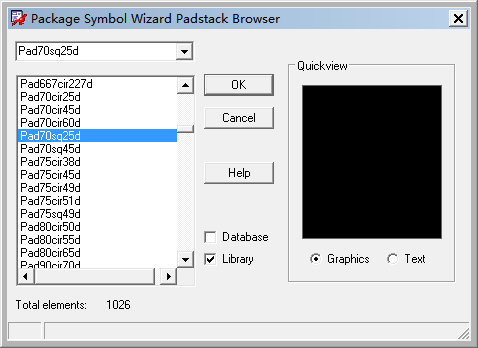 Package Symbol Wizard Padstack Browser
Pad70sq25d
Pad667cir227d
Pad70cir25d
Pad70cir45d
Pad70cir60d
Pad70sq25d
Pad70sq45d
Pad75cir38d
Pad75cir45d
Pad75cir49d
Pad75cir51d
Pad75sq49d
Pad80cir50d
Pad80cir55d
Pad80cir65d
Pad90cir70d
OK
Cancel
Help
Database
Library
Quickview
Graphics
Text
Total elements: 1026